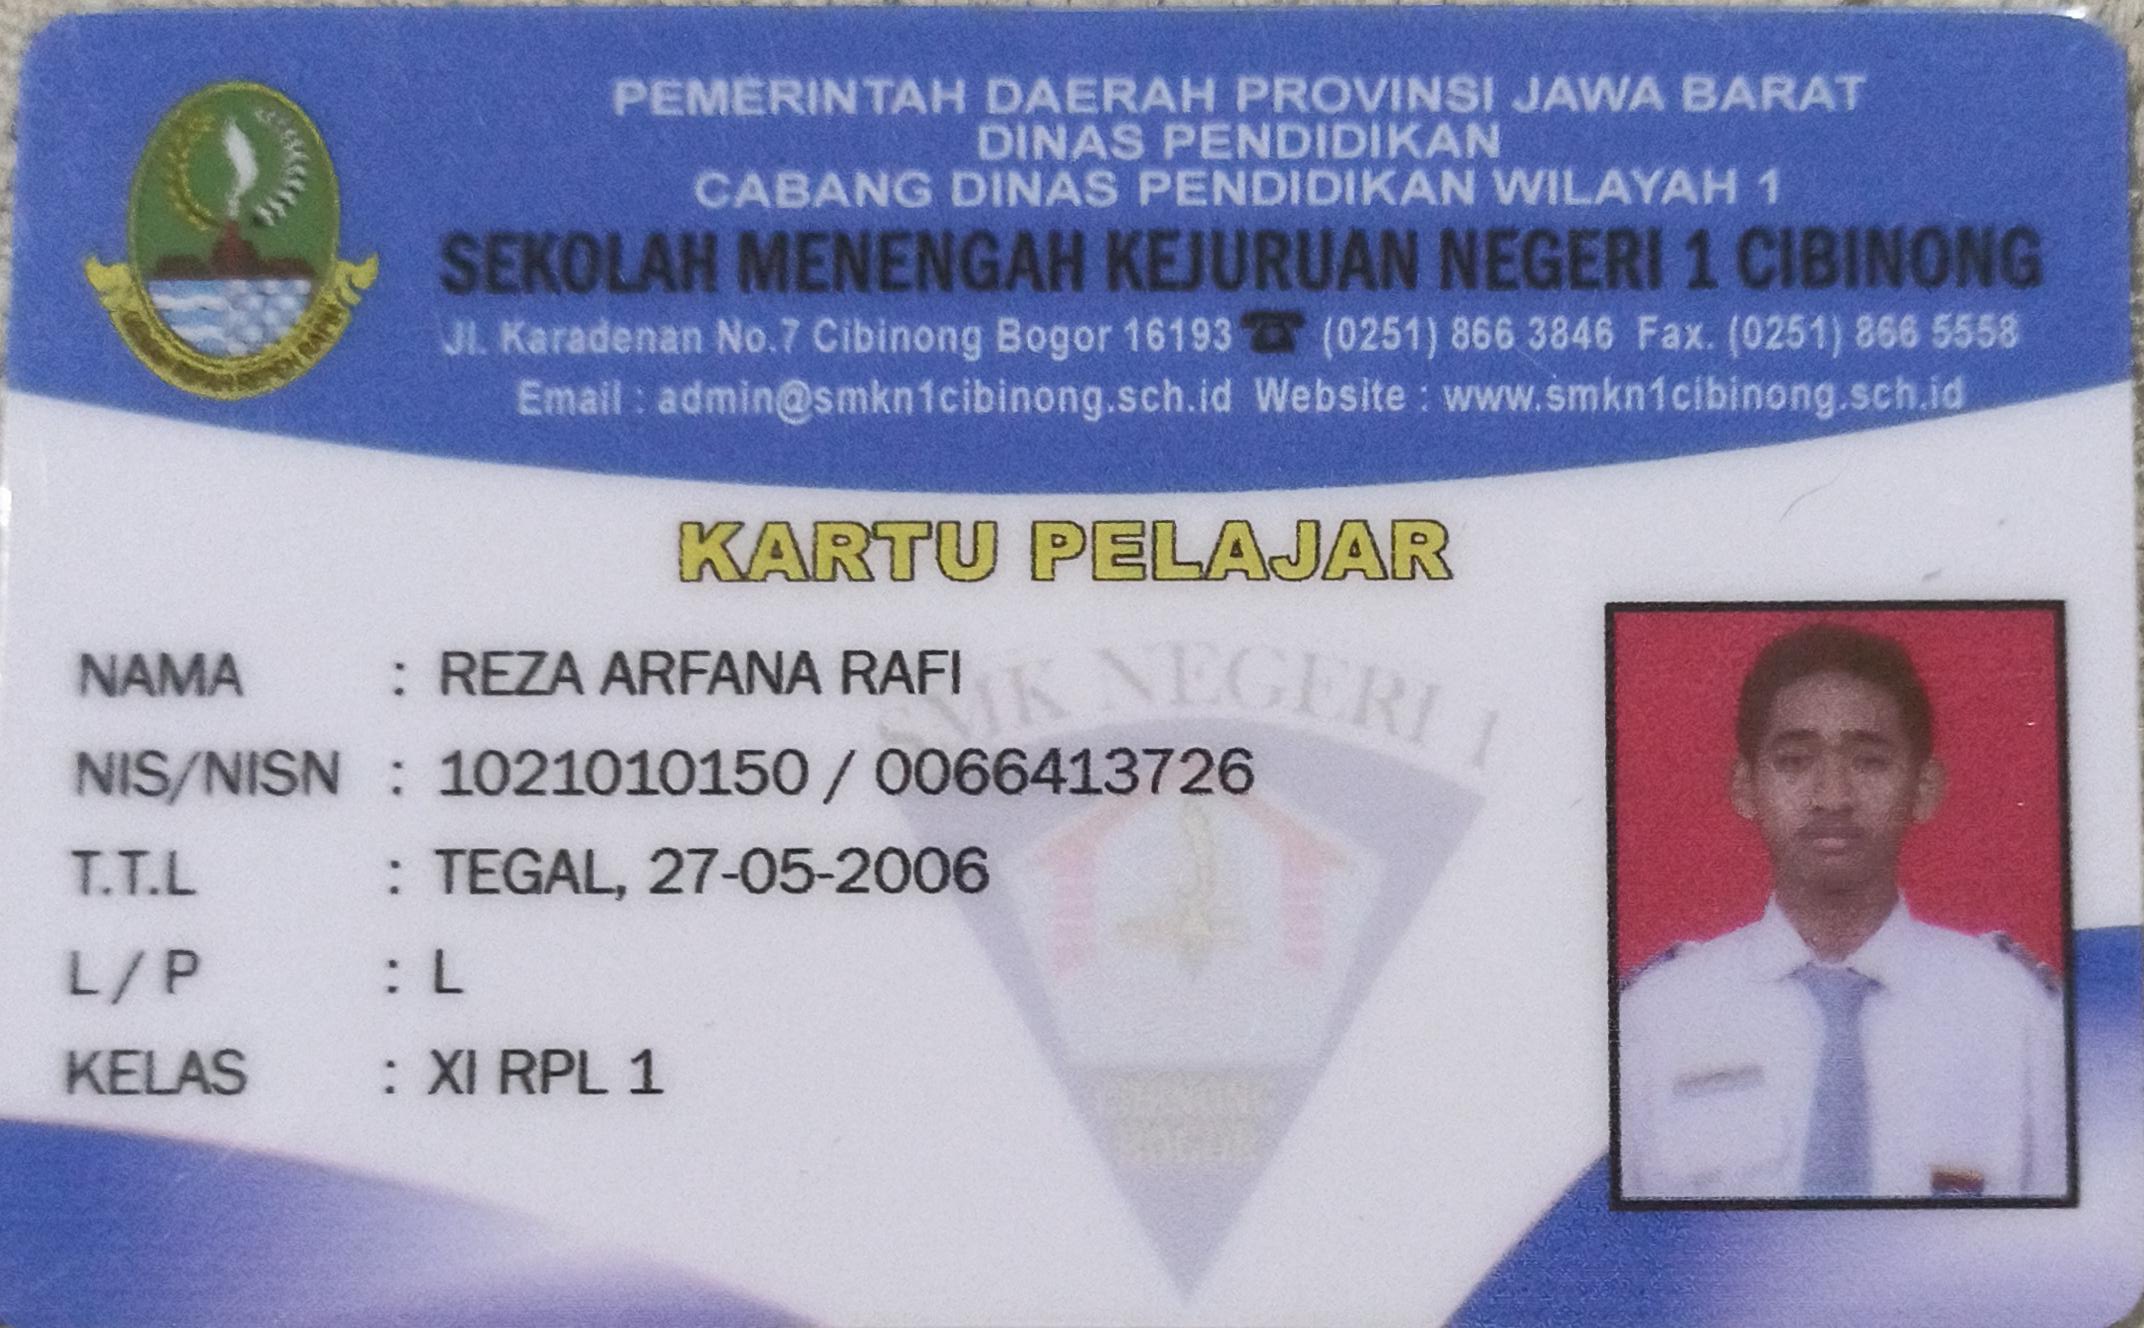 PEMERINTAH DAERAH PROVINSI JAWA BARAT
DINAS PENDIDIKAN
CABANG DINAS PENDIDIKAN WILAYAH 1
SEKOLAH MENENGAH KEJURUAN NEGERI 1 CIBINONG
Jl. Karadenan No.7 Cibinong Bogor 16193 ☎ (0251) 866 3846 Fax. (0251) 866 5558
Email : admin@smkn1cibinong.sch.id Website : www.smkn1cibinong.sch.id
KARTU PELAJAR
NAMA : REZA ARFANA RAFI
NIS/NISN : 1021010150 / 0066413726
T.T.L : TEGAL, 27-05-2006
L / P : L
KELAS : XI RPL 1
SMK NEGERI 1